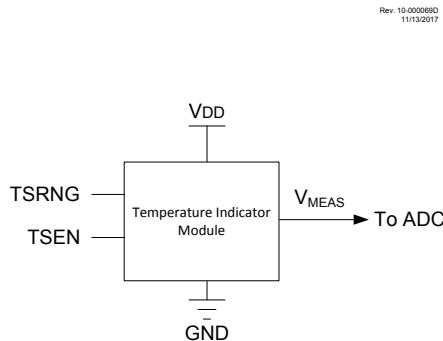 Rev. 10-000069D
11/13/2017
VDD
TSRNG
TSEN
Temperature Indicator
Module
VMEAS
To ADC
GND